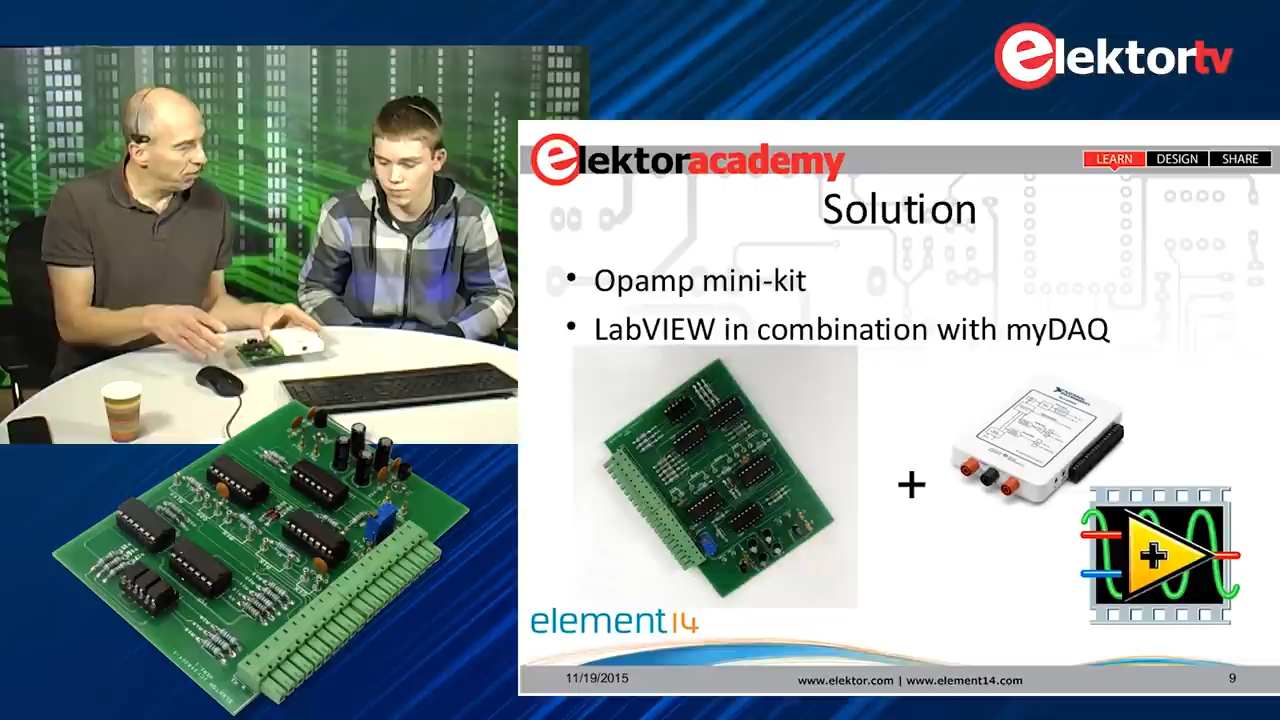 elektortv
elektoracademy
LEARN DESIGN SHARE
Solution
• Opamp mini-kit
• LabVIEW in combination with myDAQ
+
element14
11/19/2015
www.elektor.com | www.element14.com
9